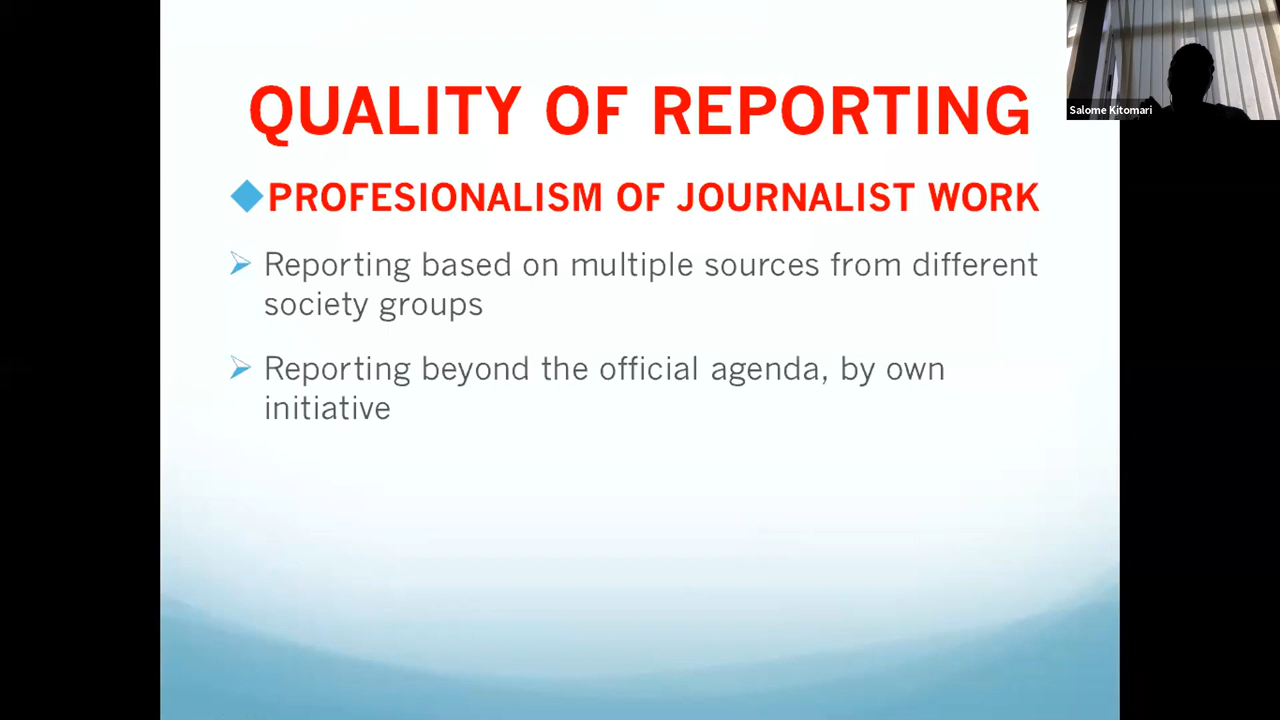 QUALITY OF REPORTING
PROFESIONALISM OF JOURNALIST WORK
Reporting based on multiple sources from different
society groups
Reporting beyond the official agenda, by own
initiative
Salome Kitomari